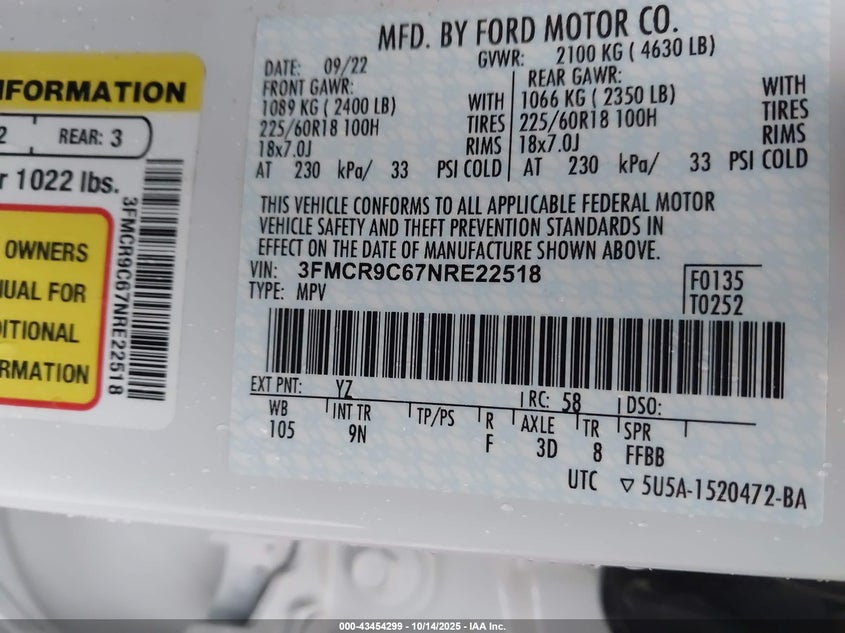 INFORMATION
2 REAR: 3
r 1022 lbs.
OWNERS
UAL FOR
DITIONAL
RMATION
3FMCR9C67NRE22518
MFD. BY FORD MOTOR CO.
DATE: 09/22 GVWR: 2100 KG ( 4630 LB)
FRONT GAWR: REAR GAWR:
1089 KG ( 2400 LB) WITH 1066 KG ( 2350 LB) WITH
225/60R18 100H TIRES 225/60R18 100H TIRES
18x7.0J RIMS 18x7.0J RIMS
AT 230 kPa/ 33 PSI COLD AT 230 kPa/ 33 PSI COLD
THIS VEHICLE CONFORMS TO ALL APPLICABLE FEDERAL MOTOR
VEHICLE SAFETY AND THEFT PREVENTION STANDARDS IN
EFFECT ON THE DATE OF MANUFACTURE SHOWN ABOVE.
VIN: 3FMCR9C67NRE22518 F0135
TYPE: MPV T0252
EXT PNT: YZ RC: 58 DSO:
WB INT TR TP/PS R AXLE TR SPR
105 9N F 3D 8 FFBB
UTC ▽ 5U5A-1520472-BA
000-43454299 - 10/14/2025 - IAA Inc.